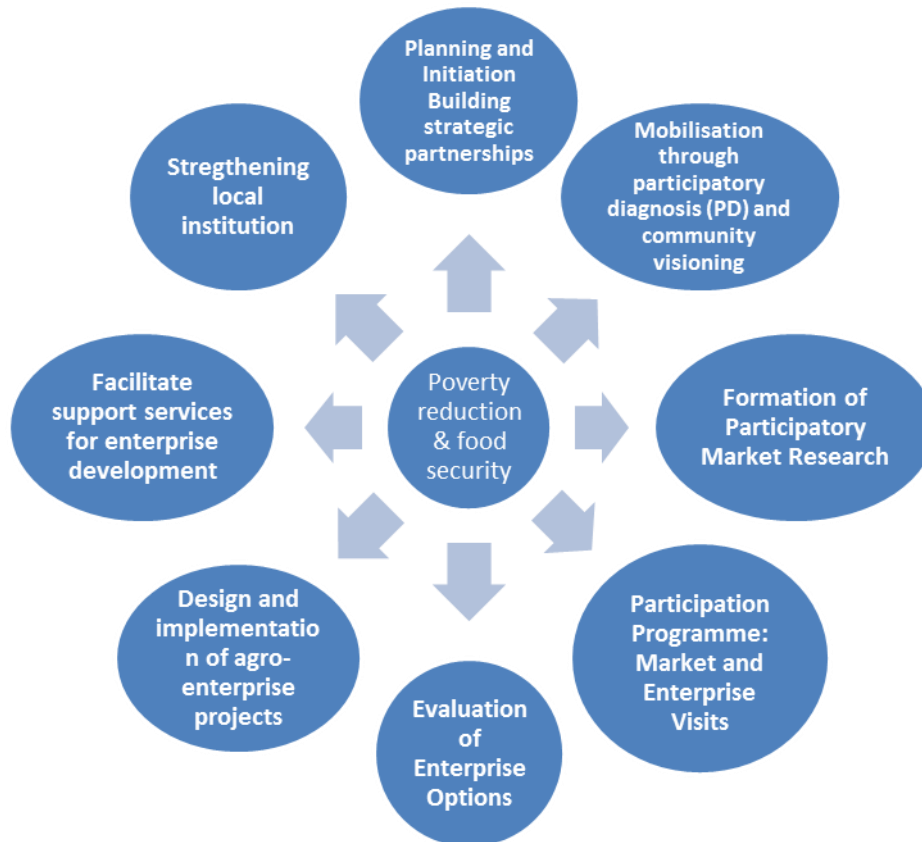 Planning and
Initiation
Building
strategic
partnerships
Mobilisation
through
participatory
diagnosis (PD) and
community
visioning
Formation of
Participatory
Market Research
Participation
Programme:
Market and
Enterprise
Visits
Evaluation
of
Enterprise
Options
Design and
implementatio
n of agro-
enterprise
projects
Facilitate
support services
for enterprise
development
Stregthening
local
institution
Poverty
reduction
& food
security